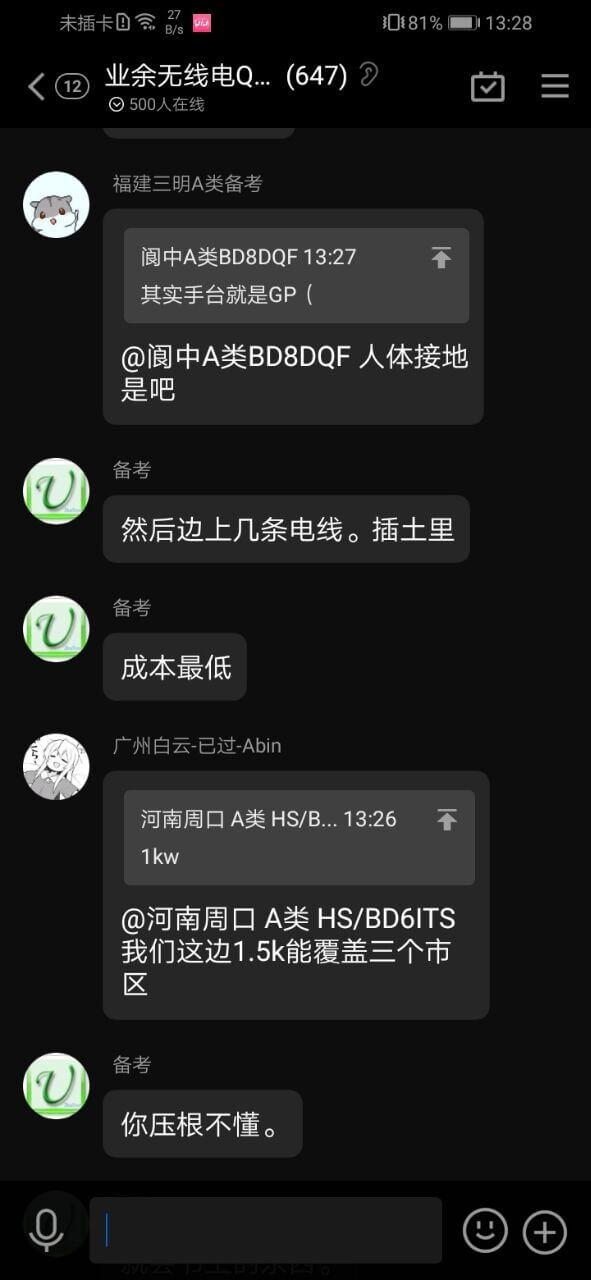 未插卡 27 B/s 81% 13:28
12 业余无线电Q... (647)
500人在线
福建三明A类备考
阆中A类BD8DQF 13:27
其实手台就是GP（
@阆中A类BD8DQF 人体接地
是吧
备考
然后边上几条电线。插土里
备考
成本最低
广州白云-已过-Abin
河南周口 A类 HS/B... 13:26
1kw
@河南周口 A类 HS/BD6ITS
我们这边1.5k能覆盖三个市
区
备考
你压根不懂。